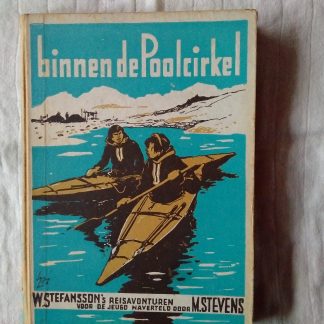 binnen de Poolcirkel
W. STEFANSSON's REISAVONTUREN
VOOR DE JEUGD NAVERTELD DOOR M. STEVENS